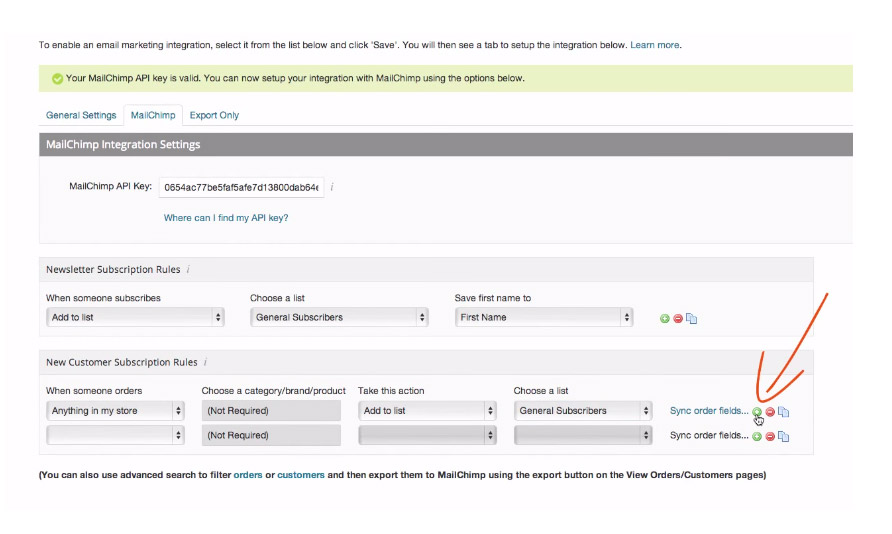 To enable an email marketing integration, select it from the list below and click 'Save'. You will then see a tab to setup the integration below. Learn more.
Your MailChimp API key is valid. You can now setup your integration with MailChimp using the options below.
General Settings MailChimp Export Only
MailChimp Integration Settings
MailChimp API Key: 0654ac77be5faf5afe7d13800dab64e i
Where can I find my API key?
Newsletter Subscription Rules i
When someone subscribes Choose a list Save first name to
Add to list General Subscribers First Name
New Customer Subscription Rules i
When someone orders Choose a category/brand/product Take this action Choose a list
Anything in my store (Not Required) Add to list General Subscribers Sync order fields...
(Not Required) Sync order fields...
(You can also use advanced search to filter orders or customers and then export them to MailChimp using the export button on the View Orders/Customers pages)